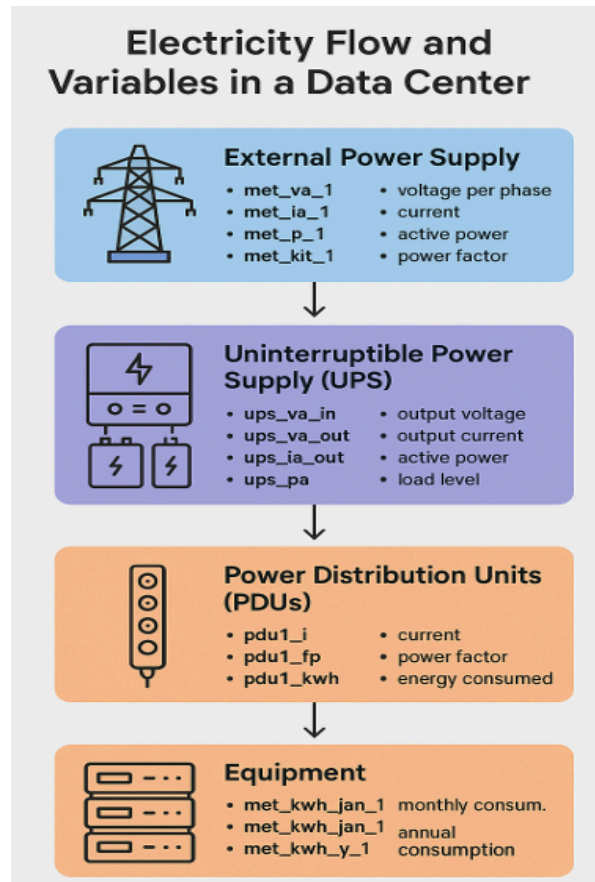 Electricity Flow and
Variables in a Data Center
External Power Supply
• met_va_1 • voltage per phase
• met_ia_1 • current
• met_p_1 • active power
• met_kit_1 • power factor
Uninterruptible Power
Supply (UPS)
• ups_va_in • output voltage
• ups_va_out • output current
• ups_ia_out • active power
• ups_pa • load level
Power Distribution Units
(PDUs)
• pdu1_i • current
• pdu1_fp • power factor
• pdu1_kwh • energy consumed
Equipment
• met_kwh_jan_1 monthly consum.
• met_kwh_jan_1 annual
• met_kwh_y_1 consumption